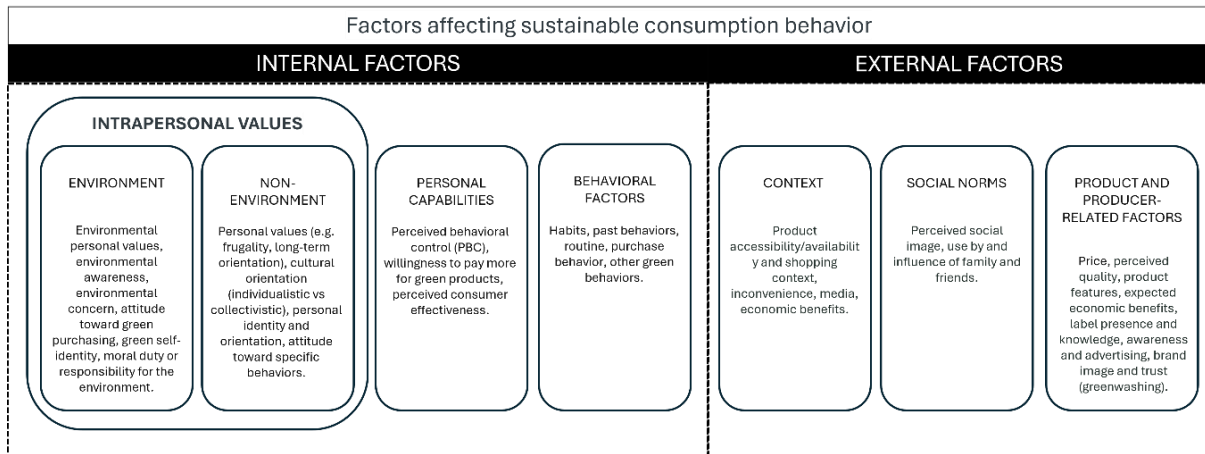 Factors affecting sustainable consumption behavior
INTERNAL FACTORS
EXTERNAL FACTORS
INTRAPERSONAL VALUES
ENVIRONMENT
Environmental
personal values,
environmental
awareness,
environmental
concern, attitude
toward green
purchasing, green self-
identity, moral duty or
responsibility for the
environment.
NON-
ENVIRONMENT
Personal values (e.g.
frugality, long-term
orientation), cultural
orientation
(individualistic vs
collectivistic), personal
identity and
orientation, attitude
toward specific
behaviors.
PERSONAL
CAPABILITIES
Perceived behavioral
control (PBC),
willingness to pay more
for green products,
perceived consumer
effectiveness.
BEHAVIORAL
FACTORS
Habits, past behaviors,
routine, purchase
behavior, other green
behaviors.
CONTEXT
Product
accessibility/availabilit
y and shopping
context,
inconvenience, media,
economic benefits.
SOCIAL NORMS
Perceived social
image, use by and
influence of family and
friends.
PRODUCT AND
PRODUCER-
RELATED FACTORS
Price, perceived
quality, product
features, expected
economic benefits,
label presence and
knowledge, awareness
and advertising, brand
image and trust
(greenwashing).